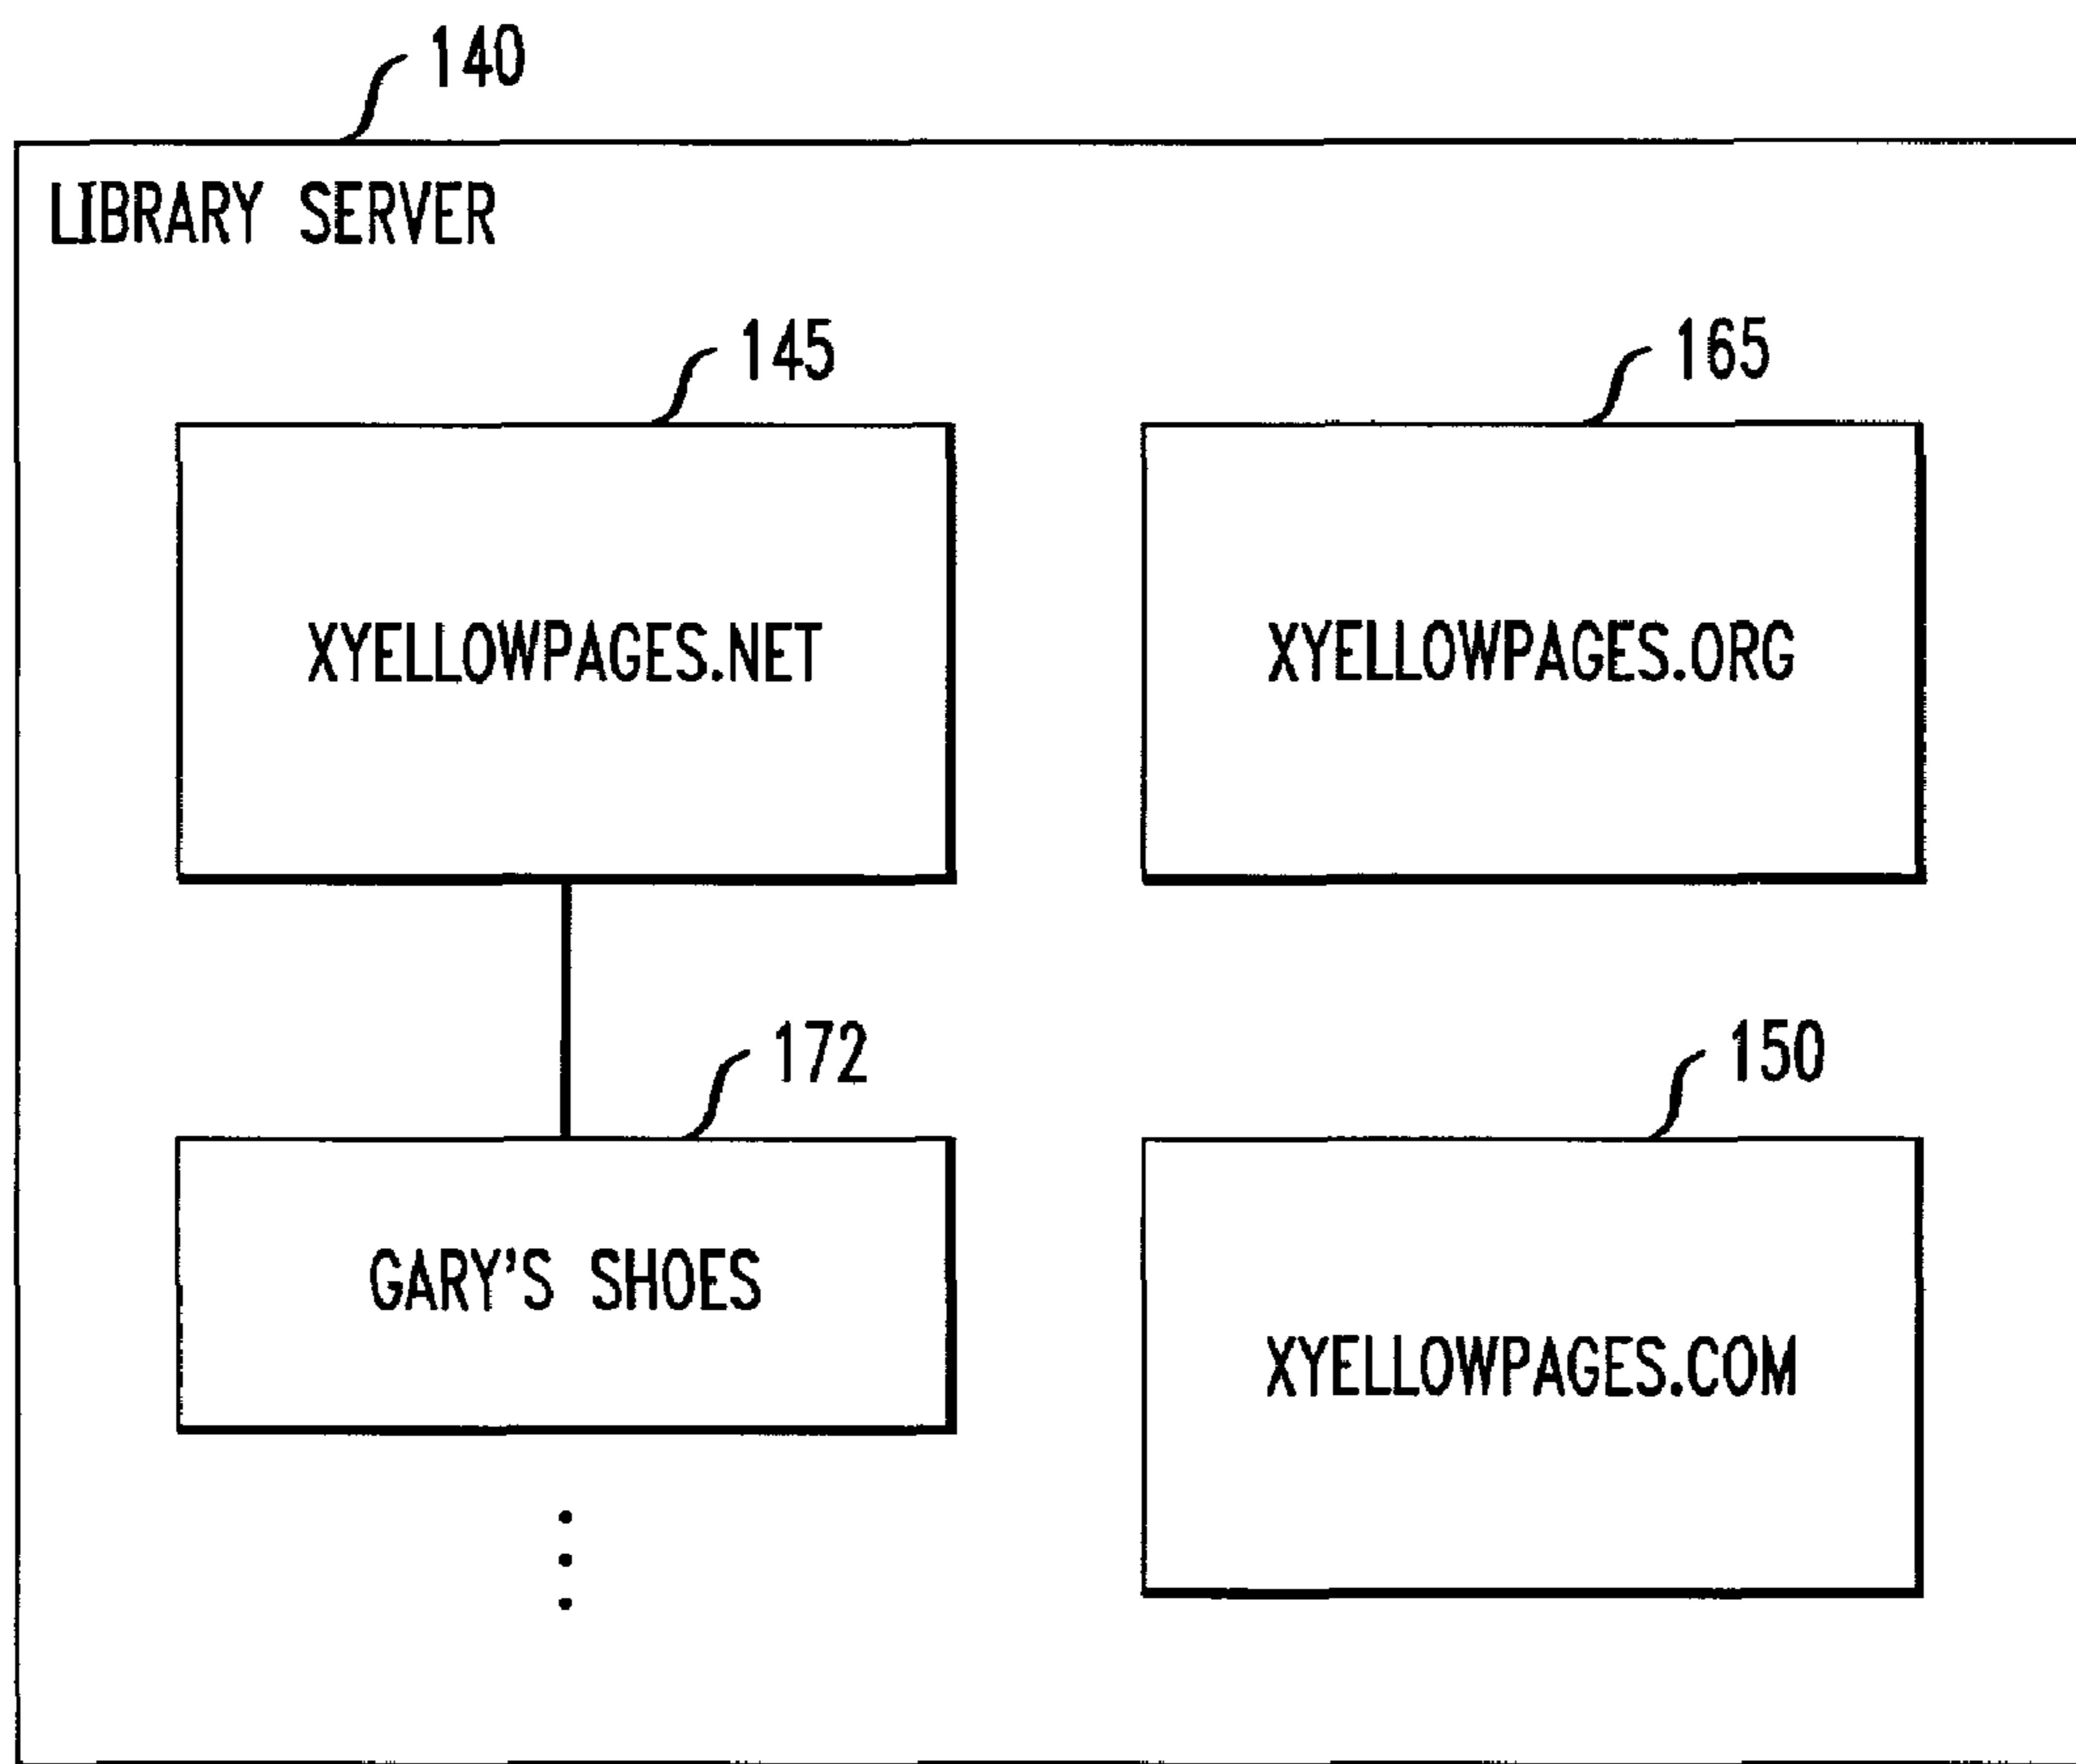 140
LIBRARY SERVER
145
165
XYELLOWPAGES.NET
XYELLOWPAGES.ORG
172
150
GARY'S SHOES
XYELLOWPAGES.COM